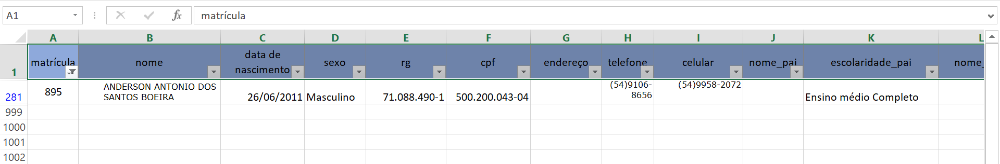 A1 fx matrícula
A B C D E F G H I J K L
1 matrícula nome data de nascimento sexo rg cpf endereço telefone celular nome_pai escolaridade_pai nome_
281 895 ANDERSON ANTONIO DOS SANTOS BOEIRA 26/06/2011 Masculino 71.088.490-1 500.200.043-04 (54)9106-8656 (54)9958-2072 Ensino médio Completo
999
1000
1001
1002